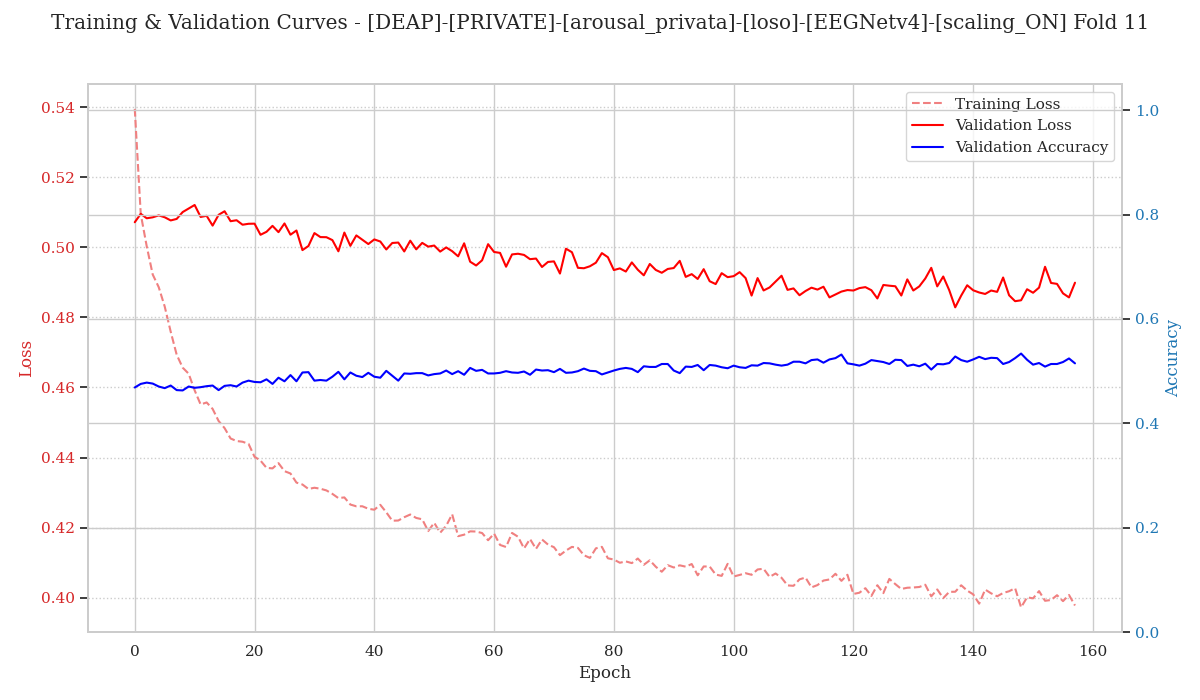 Training & Validation Curves - [DEAP]-[PRIVATE]-[arousal_privata]-[loso]-[EEGNetv4]-[scaling_ON] Fold 11
Training Loss
Validation Loss
Validation Accuracy
0.54
0.52
0.50
0.48
0.46
0.44
0.42
0.40
Loss
1.0
0.8
0.6
0.4
0.2
0.0
Accuracy
0 20 40 60 80 100 120 140 160
Epoch